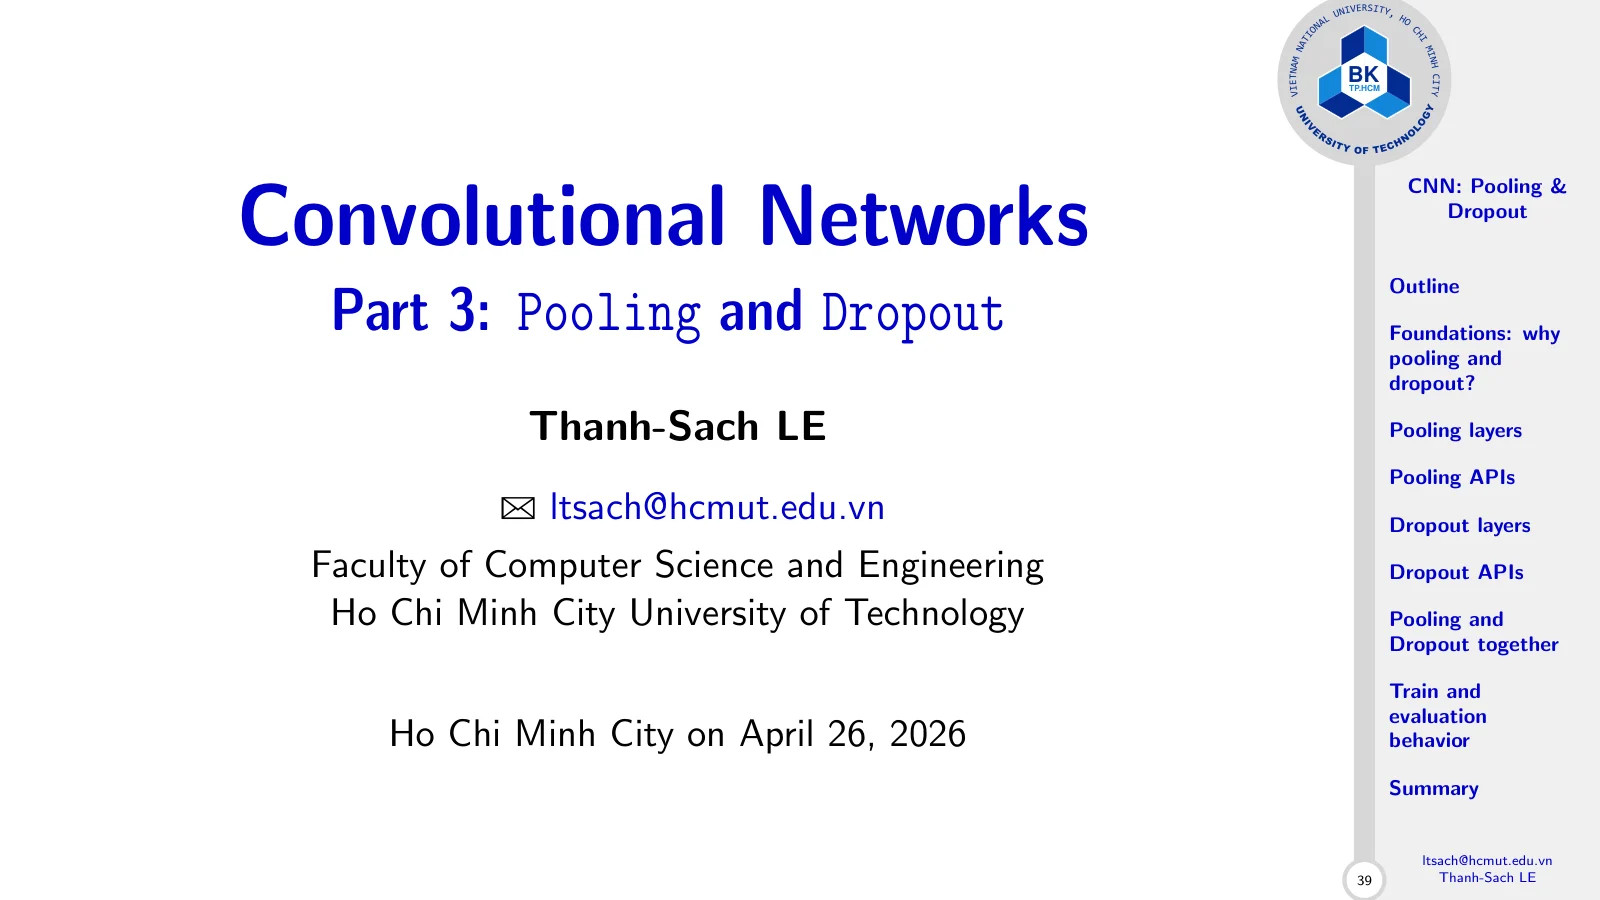 Convolutional Networks
Part 3: Pooling and Dropout
Thanh-Sach LE
ltsach@hcmut.edu.vn
Faculty of Computer Science and Engineering
Ho Chi Minh City University of Technology
Ho Chi Minh City on April 26, 2026
VIETNAM NATIONAL UNIVERSITY, HO CHI MINH CITY
BK
TP.HCM
UNIVERSITY OF TECHNOLOGY
CNN: Pooling &
Dropout
Outline
Foundations: why
pooling and
dropout?
Pooling layers
Pooling APIs
Dropout layers
Dropout APIs
Pooling and
Dropout together
Train and
evaluation
behavior
Summary
ltsach@hcmut.edu.vn
Thanh-Sach LE
39